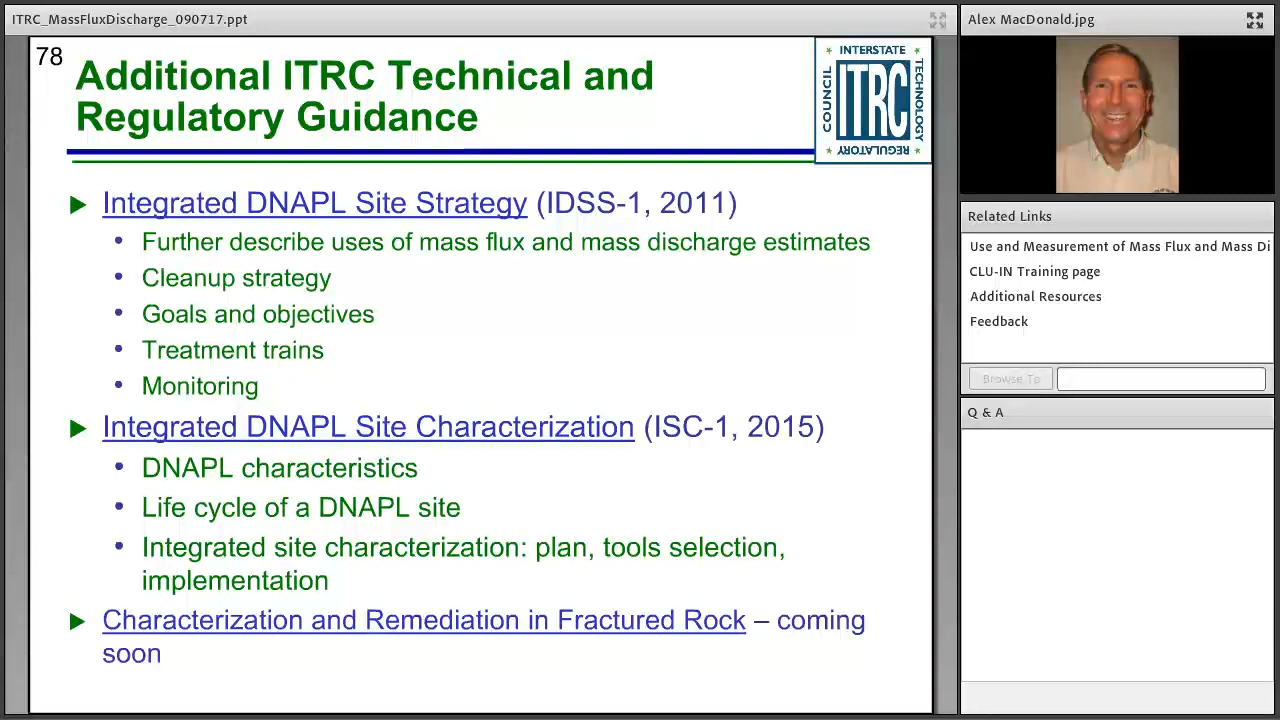 ITRC_MassFluxDischarge_090717.ppt
78
Additional ITRC Technical and
Regulatory Guidance
INTERSTATE
COUNCIL
ITRC
TECHNOLOGY
REGULATORY
Integrated DNAPL Site Strategy (IDSS-1, 2011)
• Further describe uses of mass flux and mass discharge estimates
• Cleanup strategy
• Goals and objectives
• Treatment trains
• Monitoring
Integrated DNAPL Site Characterization (ISC-1, 2015)
• DNAPL characteristics
• Life cycle of a DNAPL site
• Integrated site characterization: plan, tools selection,
implementation
Characterization and Remediation in Fractured Rock – coming
soon
Alex MacDonald.jpg
Related Links
Use and Measurement of Mass Flux and Mass Di
CLU-IN Training page
Additional Resources
Feedback
Browse To
Q & A